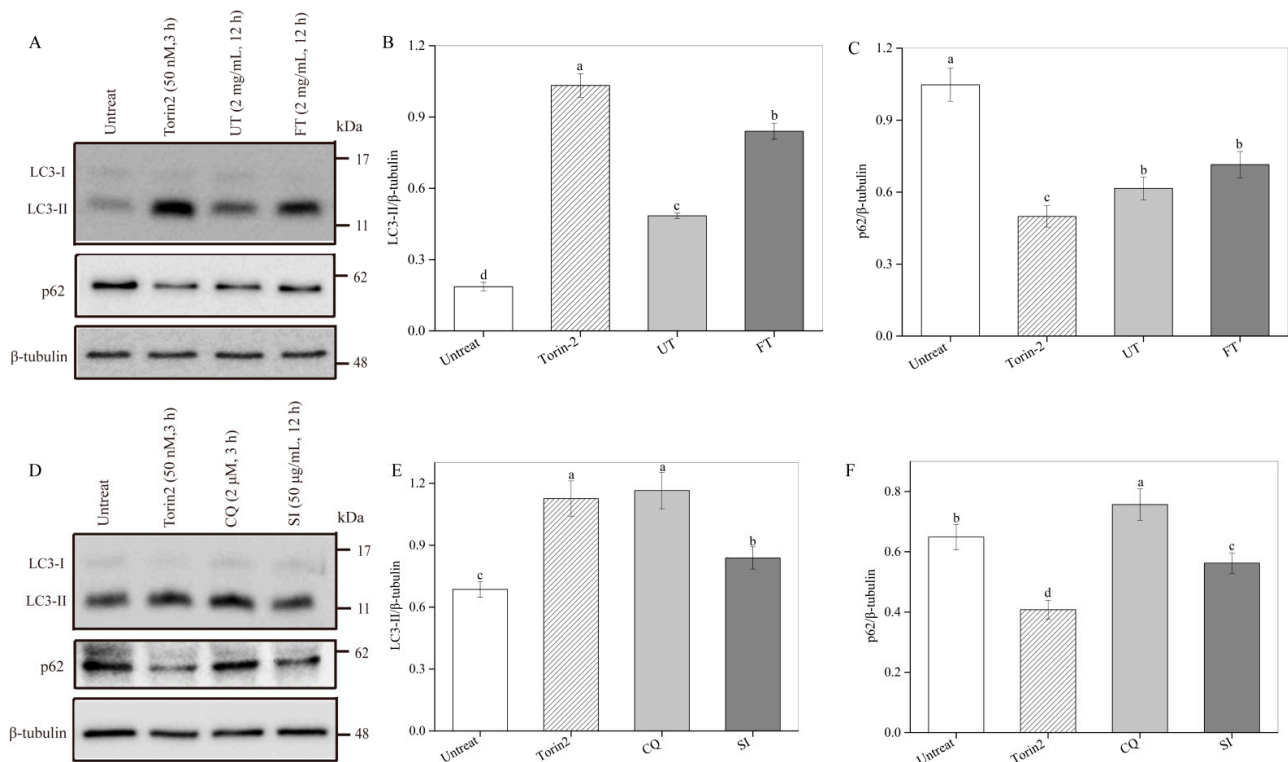 A
Untreat
Torin2 (50 nM,3 h)
UT (2 mg/mL, 12 h)
FT (2 mg/mL, 12 h)
kDa
LC3-I
17
LC3-II
11
p62
62
β-tubulin
48
B
LC3-II/β-tubulin
1.2
0.9
0.6
0.3
0.0
d
a
c
b
Untreat
Torin-2
UT
FT
C
p62/β-tubulin
1.2
0.9
0.6
0.3
0.0
a
c
b
b
Untreat
Torin-2
UT
FT
D
Untreat
Torin2 (50 nM,3 h)
CQ (2 μM, 3 h)
SI (50 μg/mL, 12 h)
kDa
LC3-I
17
LC3-II
11
p62
62
β-tubulin
48
E
LC3-II/β-tubulin
1.2
0.9
0.6
0.3
0.0
c
a
a
b
Untreat
Torin2
CQ
SI
F
p62/β-tubulin
0.8
0.6
0.4
0.2
0.0
b
d
a
c
Untreat
Torin2
CQ
SI